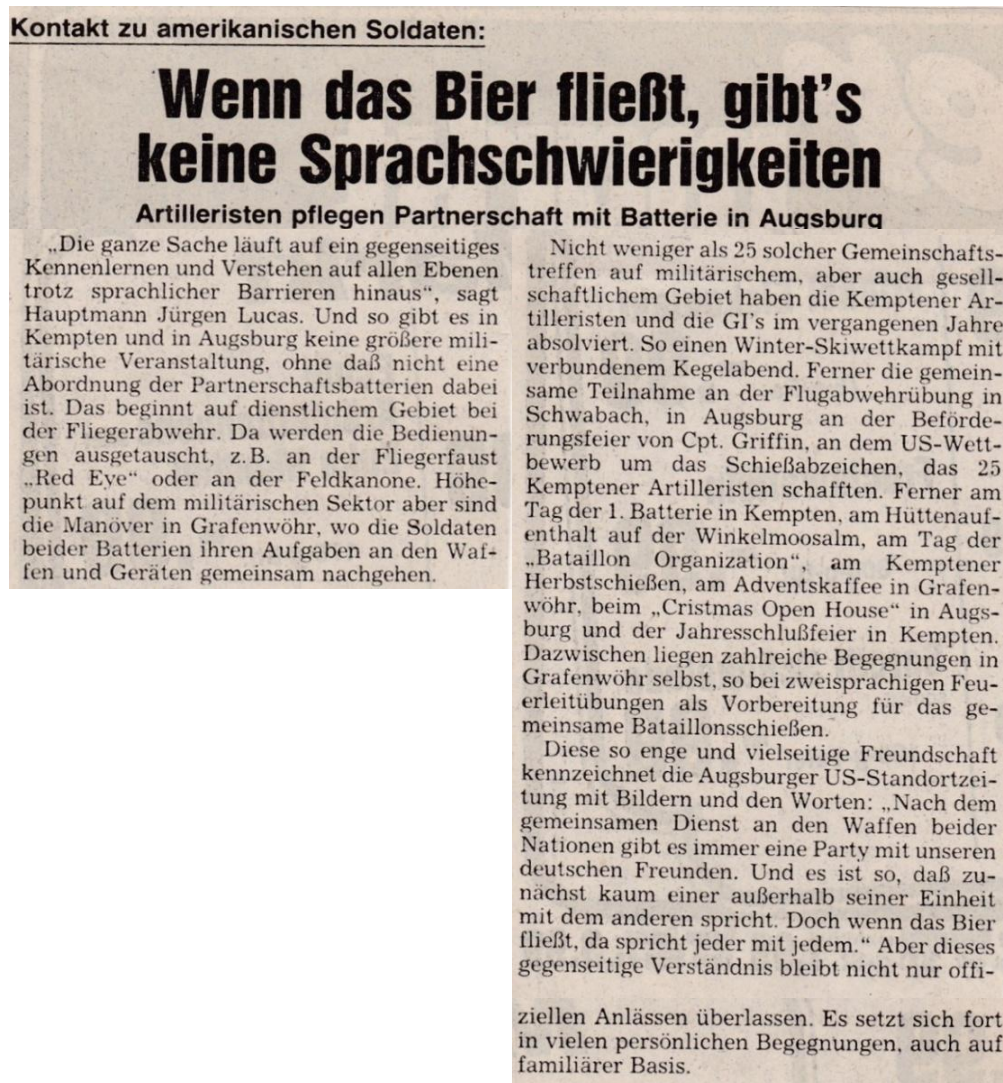 Kontakt zu amerikanischen Soldaten:
Wenn das Bier fließt, gibt's
keine Sprachschwierigkeiten
Artilleristen pflegen Partnerschaft mit Batterie in Augsburg
„Die ganze Sache läuft auf ein gegenseitiges
Kennenlernen und Verstehen auf allen Ebenen
trotz sprachlicher Barrieren hinaus“, sagt
Hauptmann Jürgen Lucas. Und so gibt es in
Kempten und in Augsburg keine größere mili-
tärische Veranstaltung, ohne daß nicht eine
Abordnung der Partnerschaftsbatterien dabei
ist. Das beginnt auf dienstlichem Gebiet bei
der Fliegerabwehr. Da werden die Bedienun-
gen ausgetauscht, z.B. an der Fliegerfaust
„Red Eye“ oder an der Feldkanone. Höhe-
punkt auf dem militärischen Sektor aber sind
die Manöver in Grafenwöhr, wo die Soldaten
beider Batterien ihren Aufgaben an den Waf-
fen und Geräten gemeinsam nachgehen.
Nicht weniger als 25 solcher Gemeinschafts-
treffen auf militärischem, aber auch gesell-
schaftlichem Gebiet haben die Kemptener Ar-
tilleristen und die GI's im vergangenen Jahre
absolviert. So einen Winter-Skiwettkampf mit
verbundenem Kegelabend. Ferner die gemein-
same Teilnahme an der Flugabwehrübung in
Schwabach, in Augsburg an der Beförde-
rungsfeier von Cpt. Griffin, an dem US-Wett-
bewerb um das Schießabzeichen, das 25
Kemptener Artilleristen schafften. Ferner am
Tag der 1. Batterie in Kempten, am Hüttenauf-
enthalt auf der Winkelmoosalm, am Tag der
„Bataillon Organization“, am Kemptener
Herbstschießen, am Adventskaffee in Grafen-
wöhr, beim „Cristmas Open House“ in Augs-
burg und der Jahresschlußfeier in Kempten.
Dazwischen liegen zahlreiche Begegnungen in
Grafenwöhr selbst, so bei zweisprachigen Feu-
erleitübungen als Vorbereitung für das ge-
meinsame Bataillonsschießen.
Diese so enge und vielseitige Freundschaft
kennzeichnet die Augsburger US-Standortzei-
tung mit Bildern und den Worten: „Nach dem
gemeinsamen Dienst an den Waffen beider
Nationen gibt es immer eine Party mit unseren
deutschen Freunden. Und es ist so, daß zu-
nächst kaum einer außerhalb seiner Einheit
mit dem anderen spricht. Doch wenn das Bier
fließt, da spricht jeder mit jedem.“ Aber dieses
gegenseitige Verständnis bleibt nicht nur offi-
ziellen Anlässen überlassen. Es setzt sich fort
in vielen persönlichen Begegnungen, auch auf
familiärer Basis.